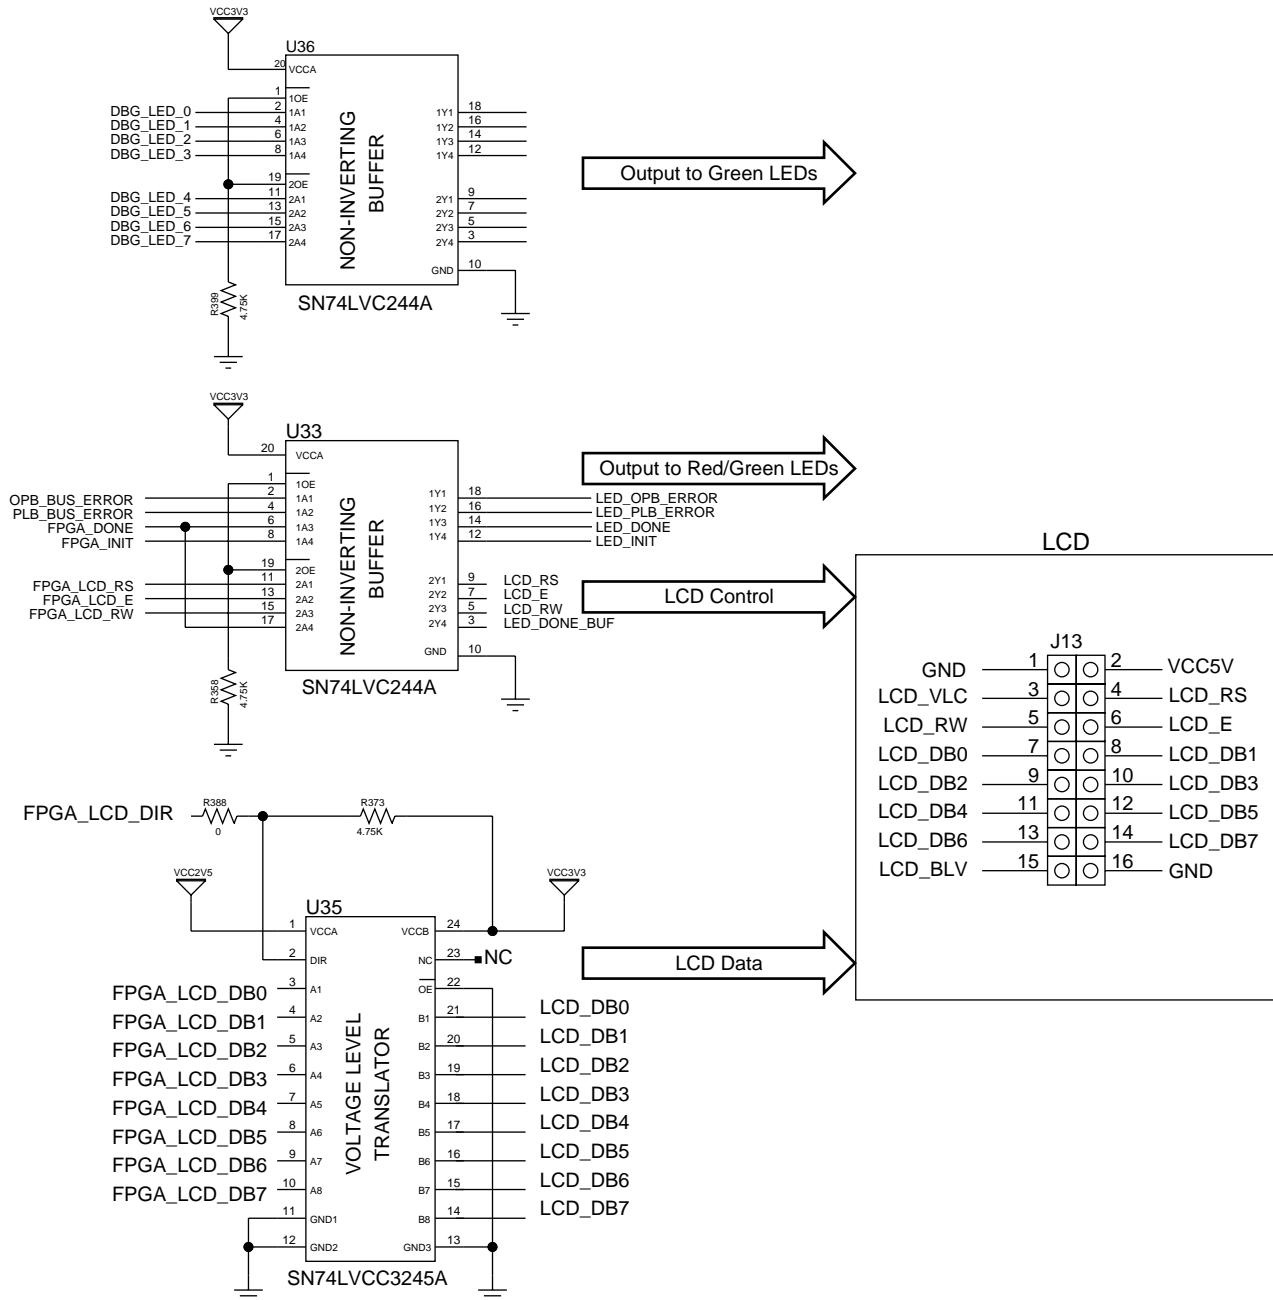 VCC3V3
U36
20 VCCA
1 1OE
DBG_LED_0 2 1A1 1Y1 18
DBG_LED_1 4 1A2 1Y2 16
DBG_LED_2 6 1A3 1Y3 14
DBG_LED_3 8 1A4 1Y4 12
19 2OE
DBG_LED_4 11 2A1 2Y1 9
DBG_LED_5 13 2A2 2Y2 7
DBG_LED_6 15 2A3 2Y3 5
DBG_LED_7 17 2A4 2Y4 3
GND 10
NON-INVERTING
BUFFER
R399
4.75K
SN74LVC244A
Output to Green LEDs
VCC3V3
U33
20 VCCA
1 1OE
OPB_BUS_ERROR 2 1A1 1Y1 18 LED_OPB_ERROR
PLB_BUS_ERROR 4 1A2 1Y2 16 LED_PLB_ERROR
FPGA_DONE 6 1A3 1Y3 14 LED_DONE
FPGA_INIT 8 1A4 1Y4 12 LED_INIT
19 2OE
FPGA_LCD_RS 11 2A1 2Y1 9 LCD_RS
FPGA_LCD_E 13 2A2 2Y2 7 LCD_E
FPGA_LCD_RW 15 2A3 2Y3 5 LCD_RW
17 2A4 2Y4 3 LED_DONE_BUF
GND 10
NON-INVERTING
BUFFER
R358
4.75K
SN74LVC244A
Output to Red/Green LEDs
LCD Control
LCD
J13
GND 1 2 VCC5V
LCD_VLC 3 4 LCD_RS
LCD_RW 5 6 LCD_E
LCD_DB0 7 8 LCD_DB1
LCD_DB2 9 10 LCD_DB3
LCD_DB4 11 12 LCD_DB5
LCD_DB6 13 14 LCD_DB7
LCD_BLV 15 16 GND
FPGA_LCD_DIR
R388
0
R373
4.75K
VCC2V5
VCC3V3
U35
1 VCCA VCCB 24
2 DIR NC 23 NC
FPGA_LCD_DB0 3 A1 OE 22
FPGA_LCD_DB1 4 A2 B1 21 LCD_DB0
FPGA_LCD_DB2 5 A3 B2 20 LCD_DB1
FPGA_LCD_DB3 6 A4 B3 19 LCD_DB2
FPGA_LCD_DB4 7 A5 B4 18 LCD_DB3
FPGA_LCD_DB5 8 A6 B5 17 LCD_DB4
FPGA_LCD_DB6 9 A7 B6 16 LCD_DB5
FPGA_LCD_DB7 10 A8 B7 15 LCD_DB6
11 GND1 B8 14 LCD_DB7
12 GND2 GND3 13
VOLTAGE LEVEL
TRANSLATOR
SN74LVCC3245A
LCD Data